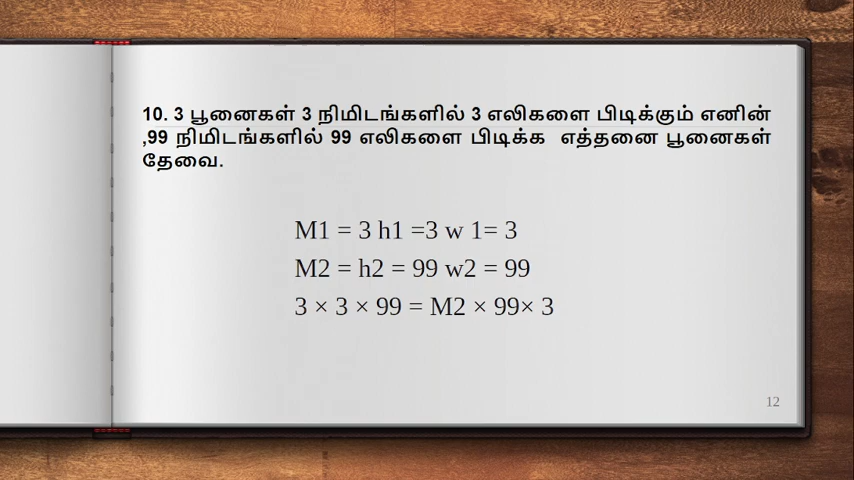 10. 3 பூனைகள் 3 நிமிடங்களில் 3 எலிகளை பிடிக்கும் எனின்
,99 நிமிடங்களில் 99 எலிகளை பிடிக்க எத்தனை பூனைகள்
தேவை.
M1 = 3 h1 =3 w 1= 3
M2 = h2 = 99 w2 = 99
3 × 3 × 99 = M2 × 99× 3
12